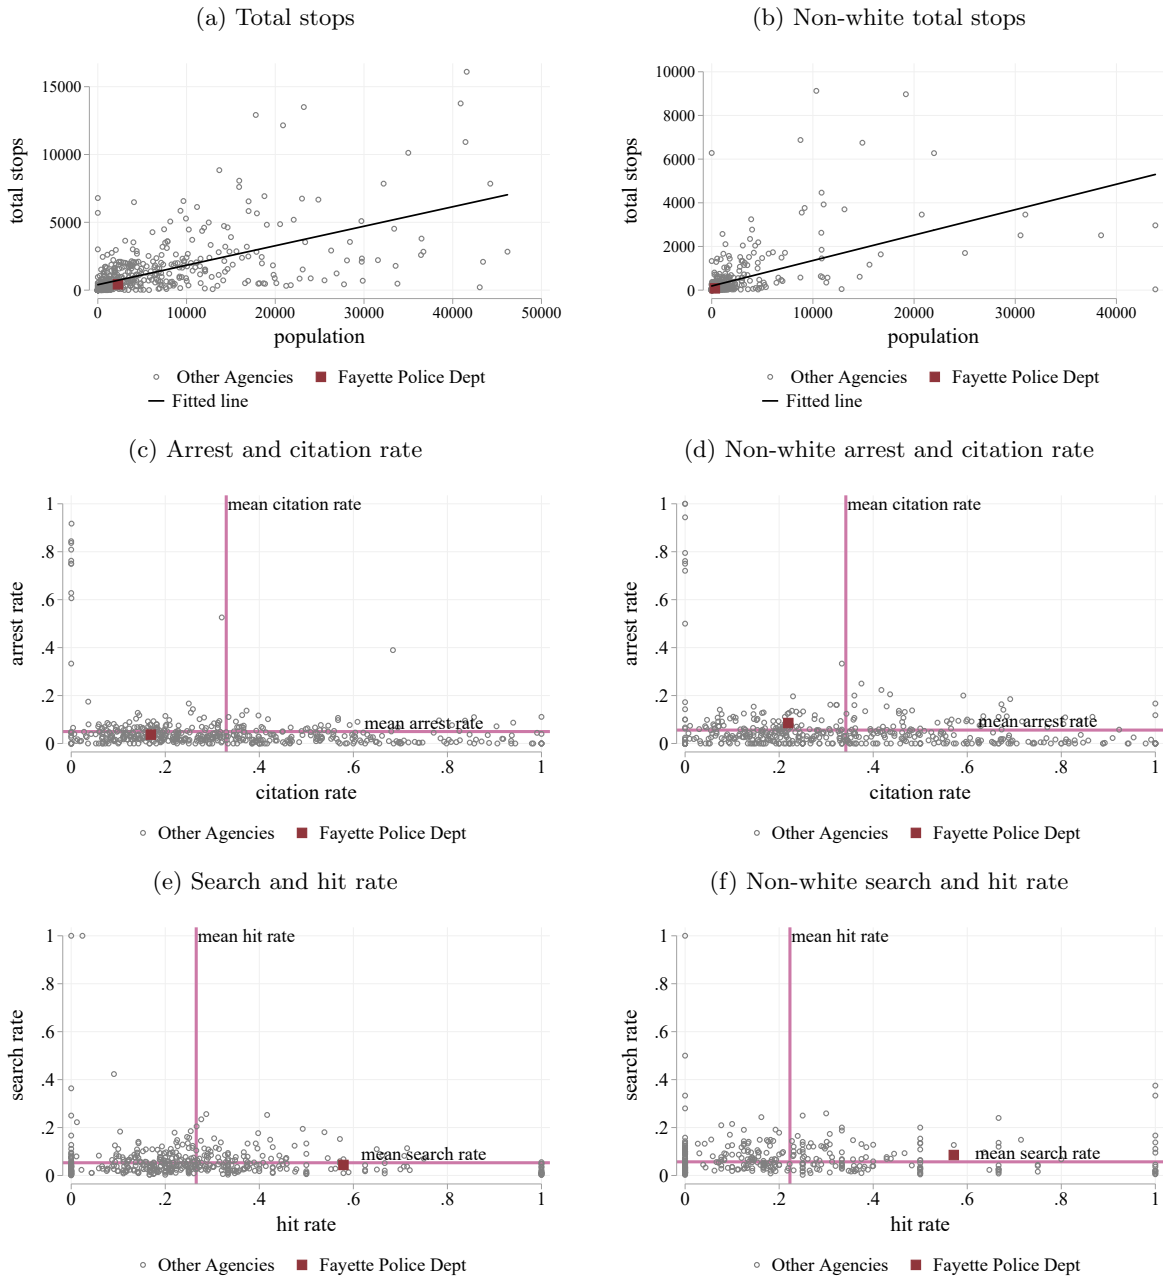 (a) Total stops
(b) Non-white total stops
total stops
15000
10000
5000
0
0 10000 20000 30000 40000 50000
population
Other Agencies Fayette Police Dept
Fitted line
total stops
10000
8000
6000
4000
2000
0
0 10000 20000 30000 40000
population
Other Agencies Fayette Police Dept
Fitted line
(c) Arrest and citation rate
(d) Non-white arrest and citation rate
arrest rate
1
.8
.6
.4
.2
0
mean citation rate
mean arrest rate
0 .2 .4 .6 .8 1
citation rate
Other Agencies Fayette Police Dept
arrest rate
1
.8
.6
.4
.2
0
mean citation rate
mean arrest rate
0 .2 .4 .6 .8 1
citation rate
Other Agencies Fayette Police Dept
(e) Search and hit rate
(f) Non-white search and hit rate
search rate
1
.8
.6
.4
.2
0
mean hit rate
mean search rate
0 .2 .4 .6 .8 1
hit rate
Other Agencies Fayette Police Dept
search rate
1
.8
.6
.4
.2
0
mean hit rate
mean search rate
0 .2 .4 .6 .8 1
hit rate
Other Agencies Fayette Police Dept